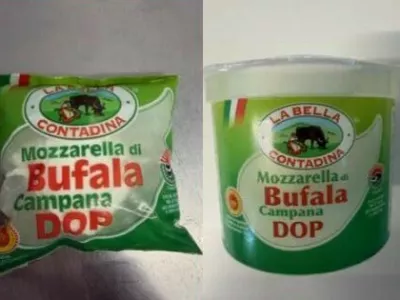 LA BELLA
CONTADINA
Mozzarella di
Bufala
Campana
DOP
LA BELLA
CONTADINA
Mozzarella di
Bufala
Campana
DOP